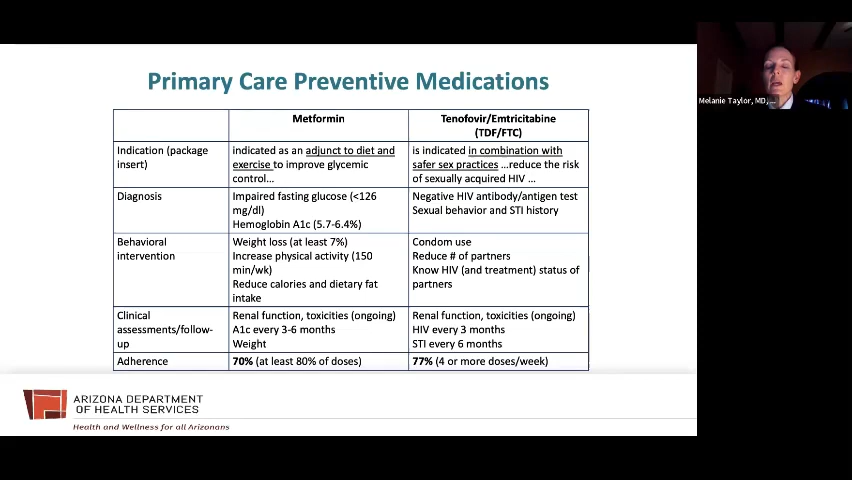 Primary Care Preventive Medications
Metformin
Tenofovir/Emtricitabine
(TDF/FTC)
Indication (package
insert)
indicated as an adjunct to diet and
exercise to improve glycemic
control…
is indicated in combination with
safer sex practices …reduce the risk
of sexually acquired HIV …
Diagnosis
Impaired fasting glucose (<126
mg/dl)
Hemoglobin A1c (5.7-6.4%)
Negative HIV antibody/antigen test
Sexual behavior and STI history
Behavioral
intervention
Weight loss (at least 7%)
Increase physical activity (150
min/wk)
Reduce calories and dietary fat
intake
Condom use
Reduce # of partners
Know HIV (and treatment) status of
partners
Clinical
assessments/follow-
up
Renal function, toxicities (ongoing)
A1c every 3-6 months
Weight
Renal function, toxicities (ongoing)
HIV every 3 months
STI every 6 months
Adherence
70% (at least 80% of doses)
77% (4 or more doses/week)
ARIZONA DEPARTMENT
OF HEALTH SERVICES
Health and Wellness for all Arizonans
Melanie Taylor, MD, ...